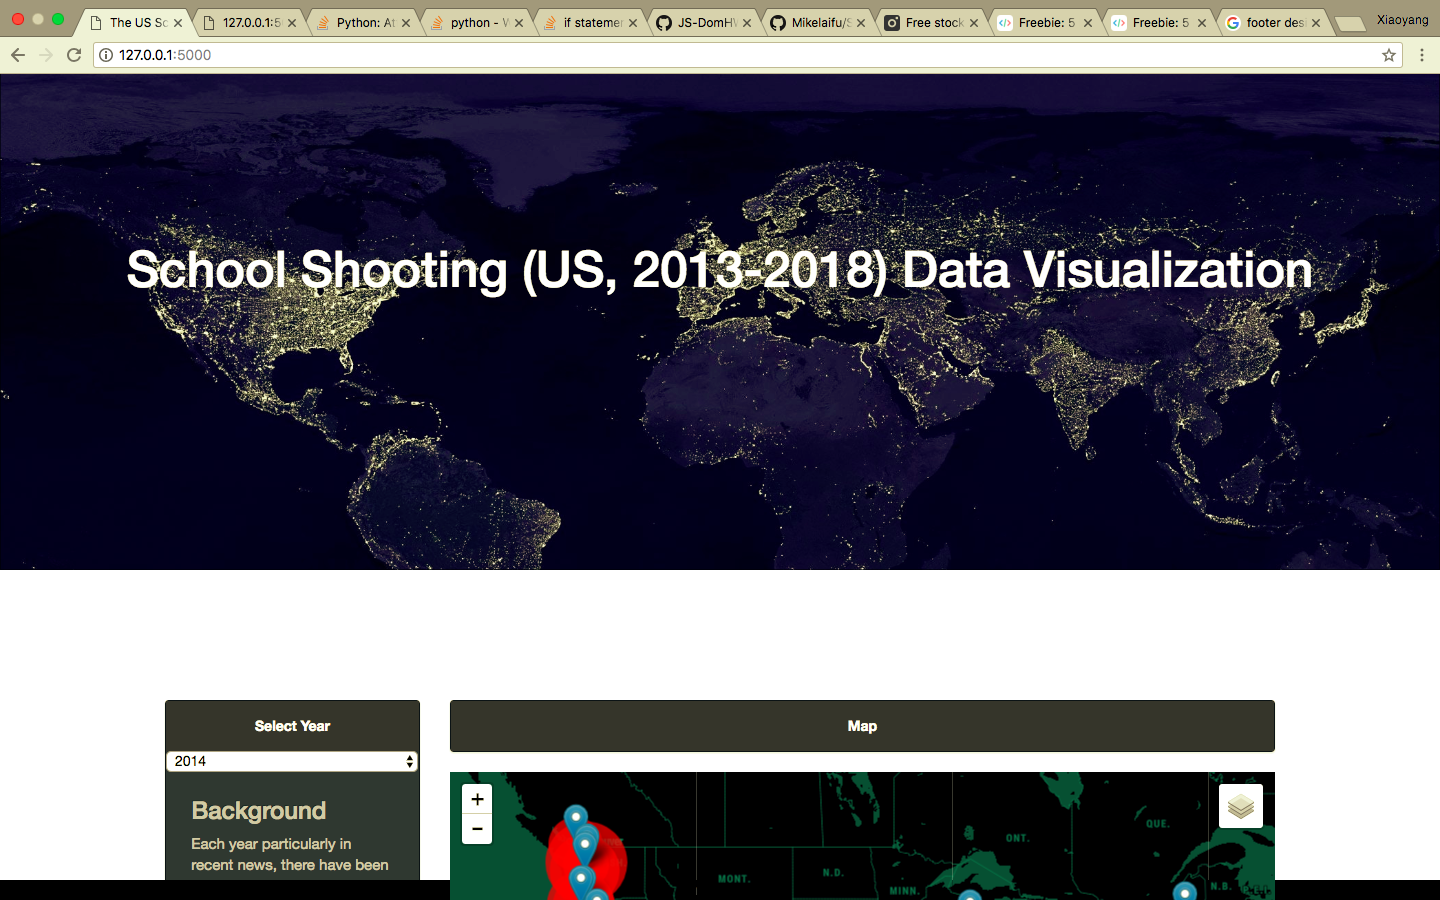 The US Sc
127.0.0.1:5
Python: At
python - W
if statemer
JS-DomHW
Mikelaifu/S
Free stock
Freebie: 5
Freebie: 5
footer desi
Xiaoyang
127.0.0.1:5000
School Shooting (US, 2013-2018) Data Visualization
Select Year
2014
Background
Each year particularly in
recent news, there have been
Map
+
-
ONT.
QUE.
MONT.
N.D.
MINN.
N.B.